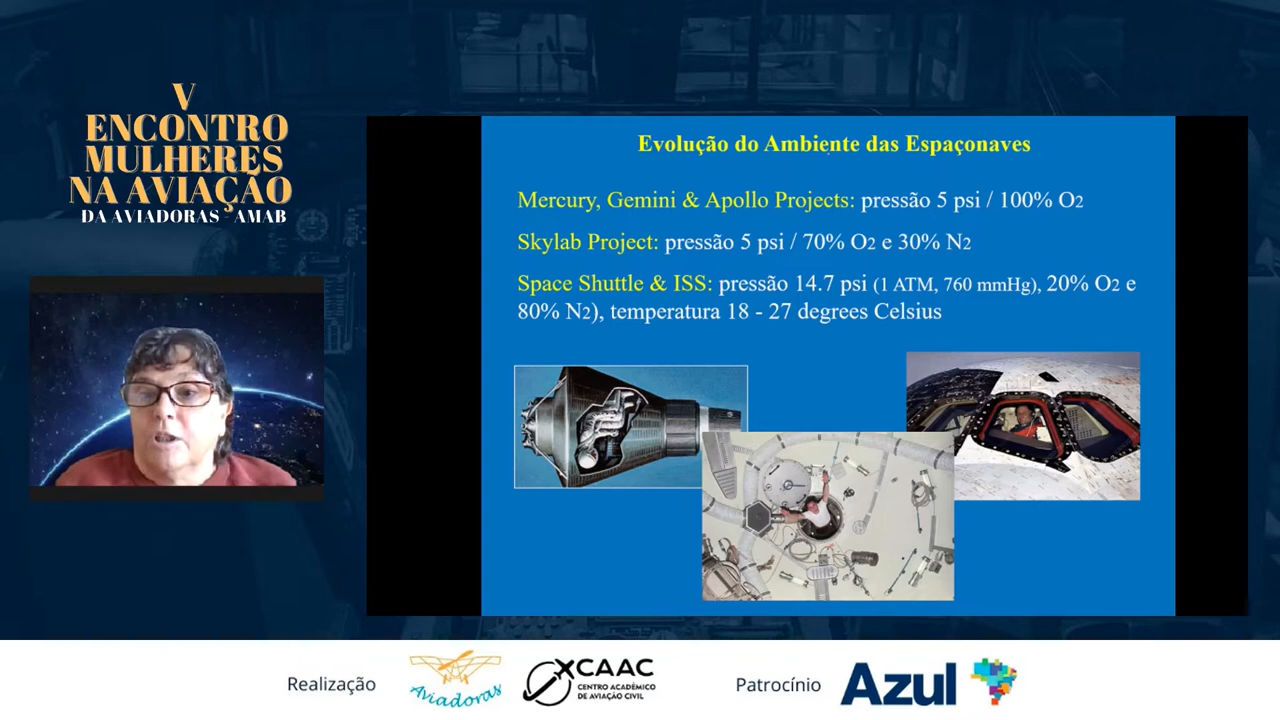 V
ENCONTRO
MULHERES
NA AVIAÇÃO
DA AVIADORAS - AMAB
Evolução do Ambiente das Espaçonaves
Mercury, Gemini & Apollo Projects: pressão 5 psi / 100% O2
Skylab Project: pressão 5 psi / 70% O2 e 30% N2
Space Shuttle & ISS: pressão 14.7 psi (1 ATM, 760 mmHg), 20% O2 e
80% N2), temperatura 18 - 27 degrees Celsius
Realização
Aviadoras
CAAC
CENTRO ACADÊMICO
DE AVIAÇÃO CIVIL
Patrocínio
Azul